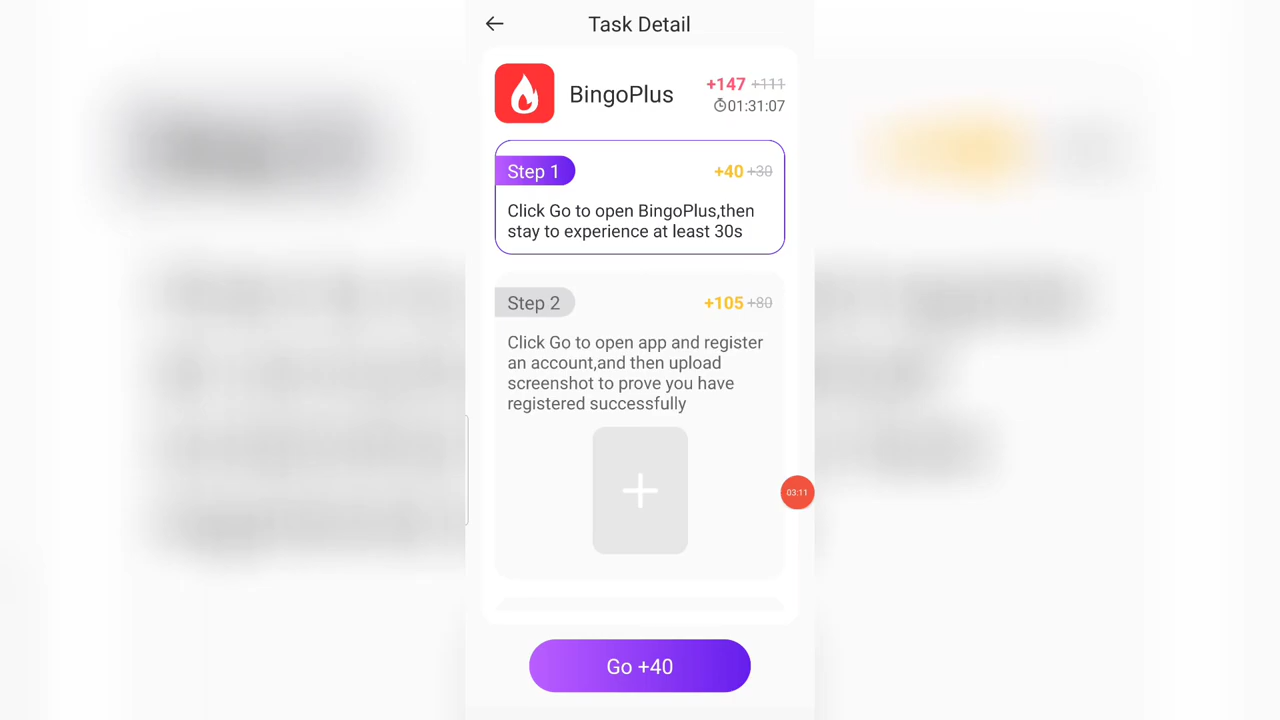 Task Detail
BingoPlus
+147 +111
01:31:07
Step 1
+40 +30
Click Go to open BingoPlus,then
stay to experience at least 30s
Step 2
+105 +80
Click Go to open app and register
an account,and then upload
screenshot to prove you have
registered successfully
03:11
Go +40